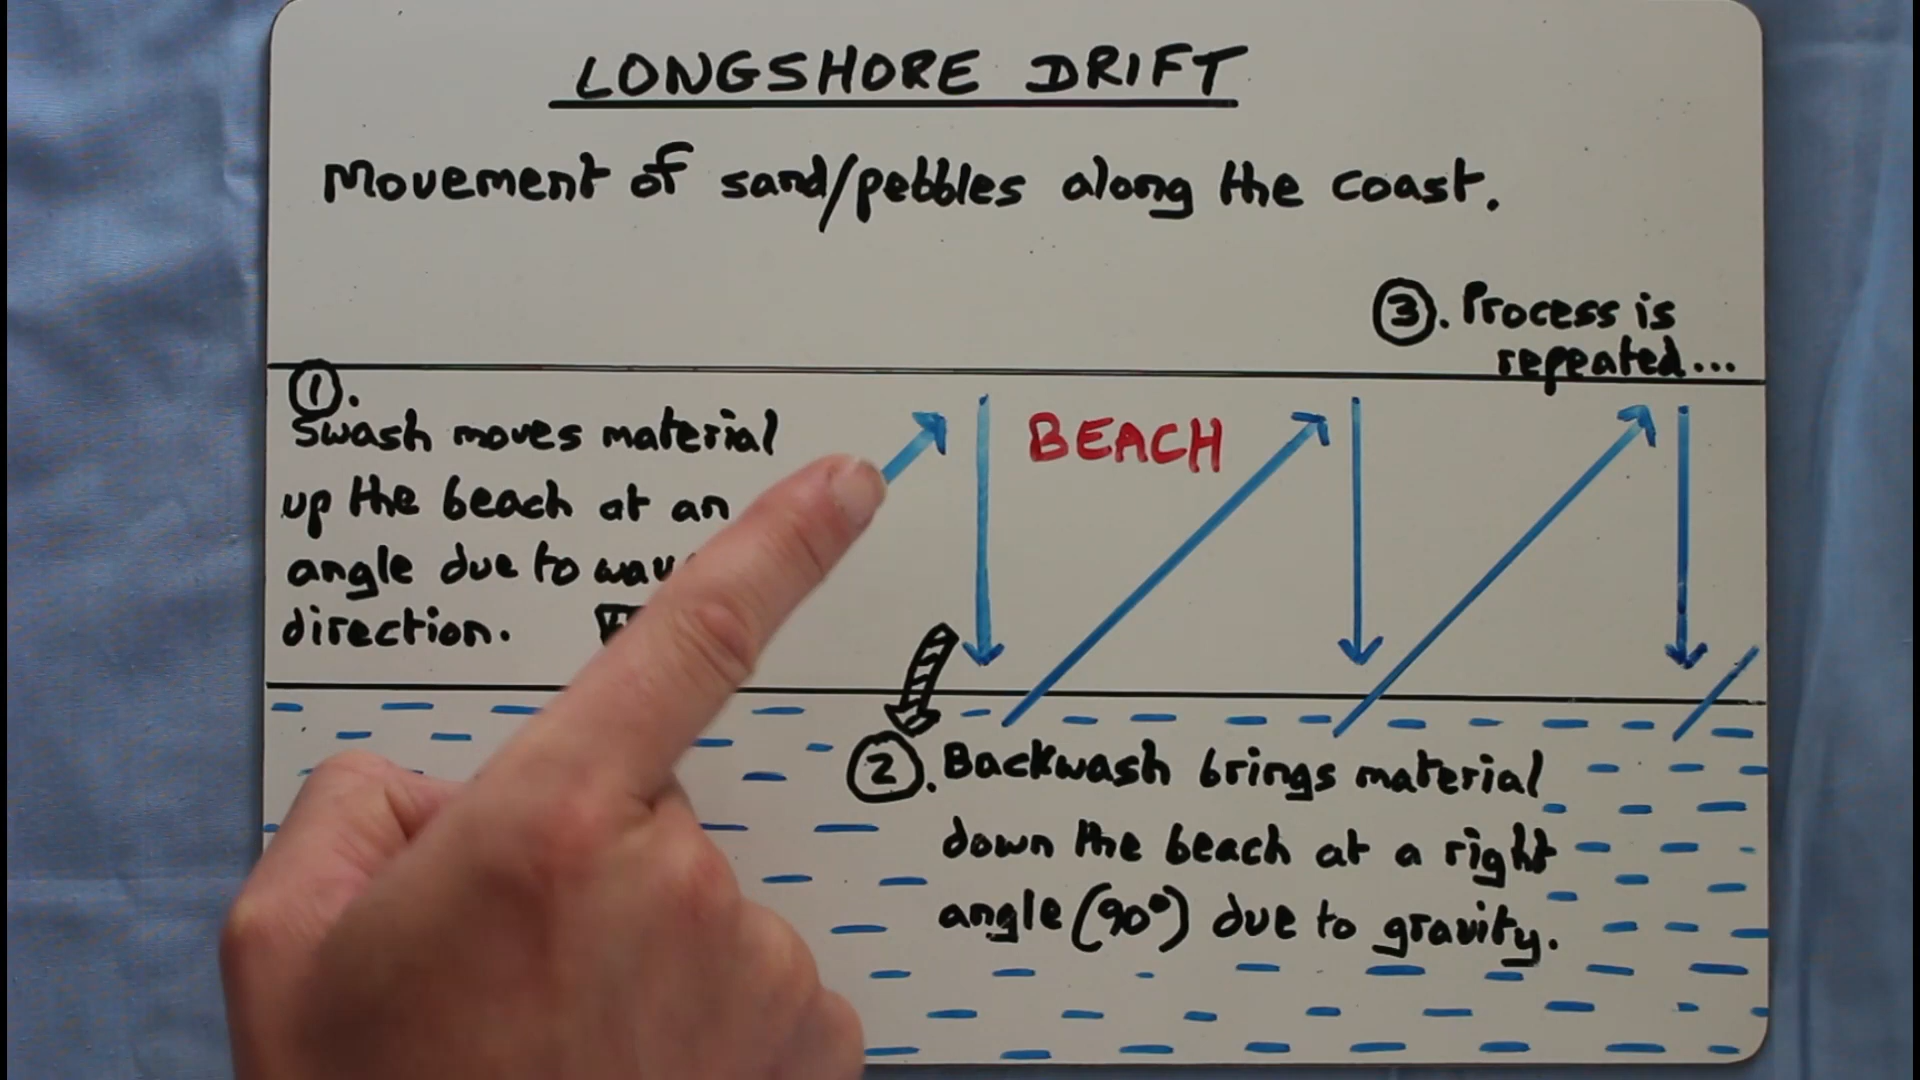 LONGSHORE DRIFT
Movement of sand/pebbles along the coast.
3. Process is
repeated...
1.
Swash moves material
up the beach at an
angle due to
direction.
BEACH
2. Backwash brings material
down the beach at a right
angle (90°) due to gravity.